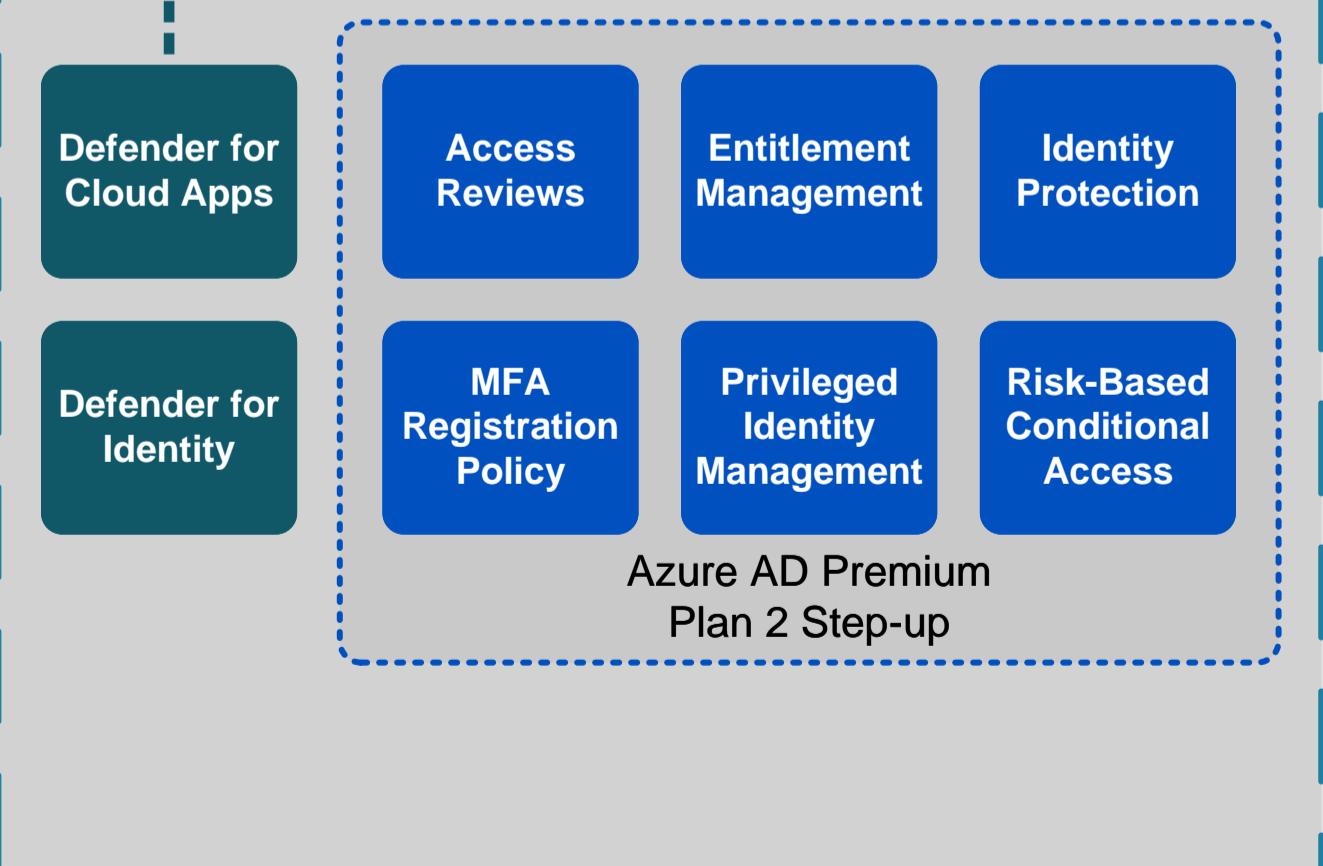 Defender for
Cloud Apps
Access
Reviews
Entitlement
Management
Identity
Protection
Defender for
Identity
MFA
Registration
Policy
Privileged
Identity
Management
Risk-Based
Conditional
Access
Azure AD Premium
Plan 2 Step-up